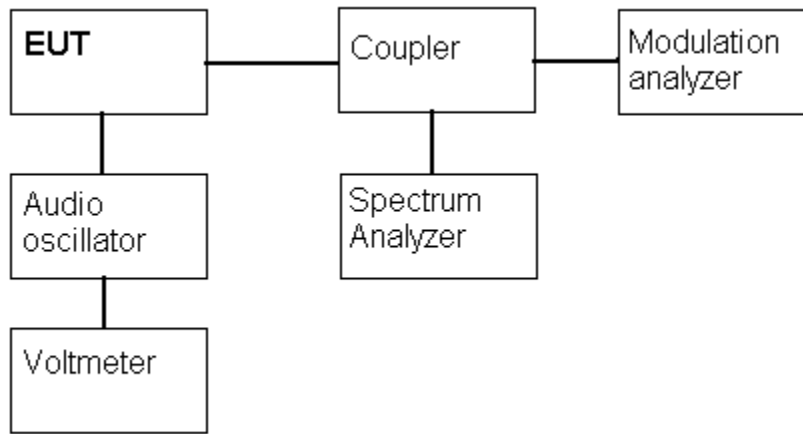 EUT
Coupler
Modulation
analyzer
Audio
oscillator
Spectrum
Analyzer
Voltmeter